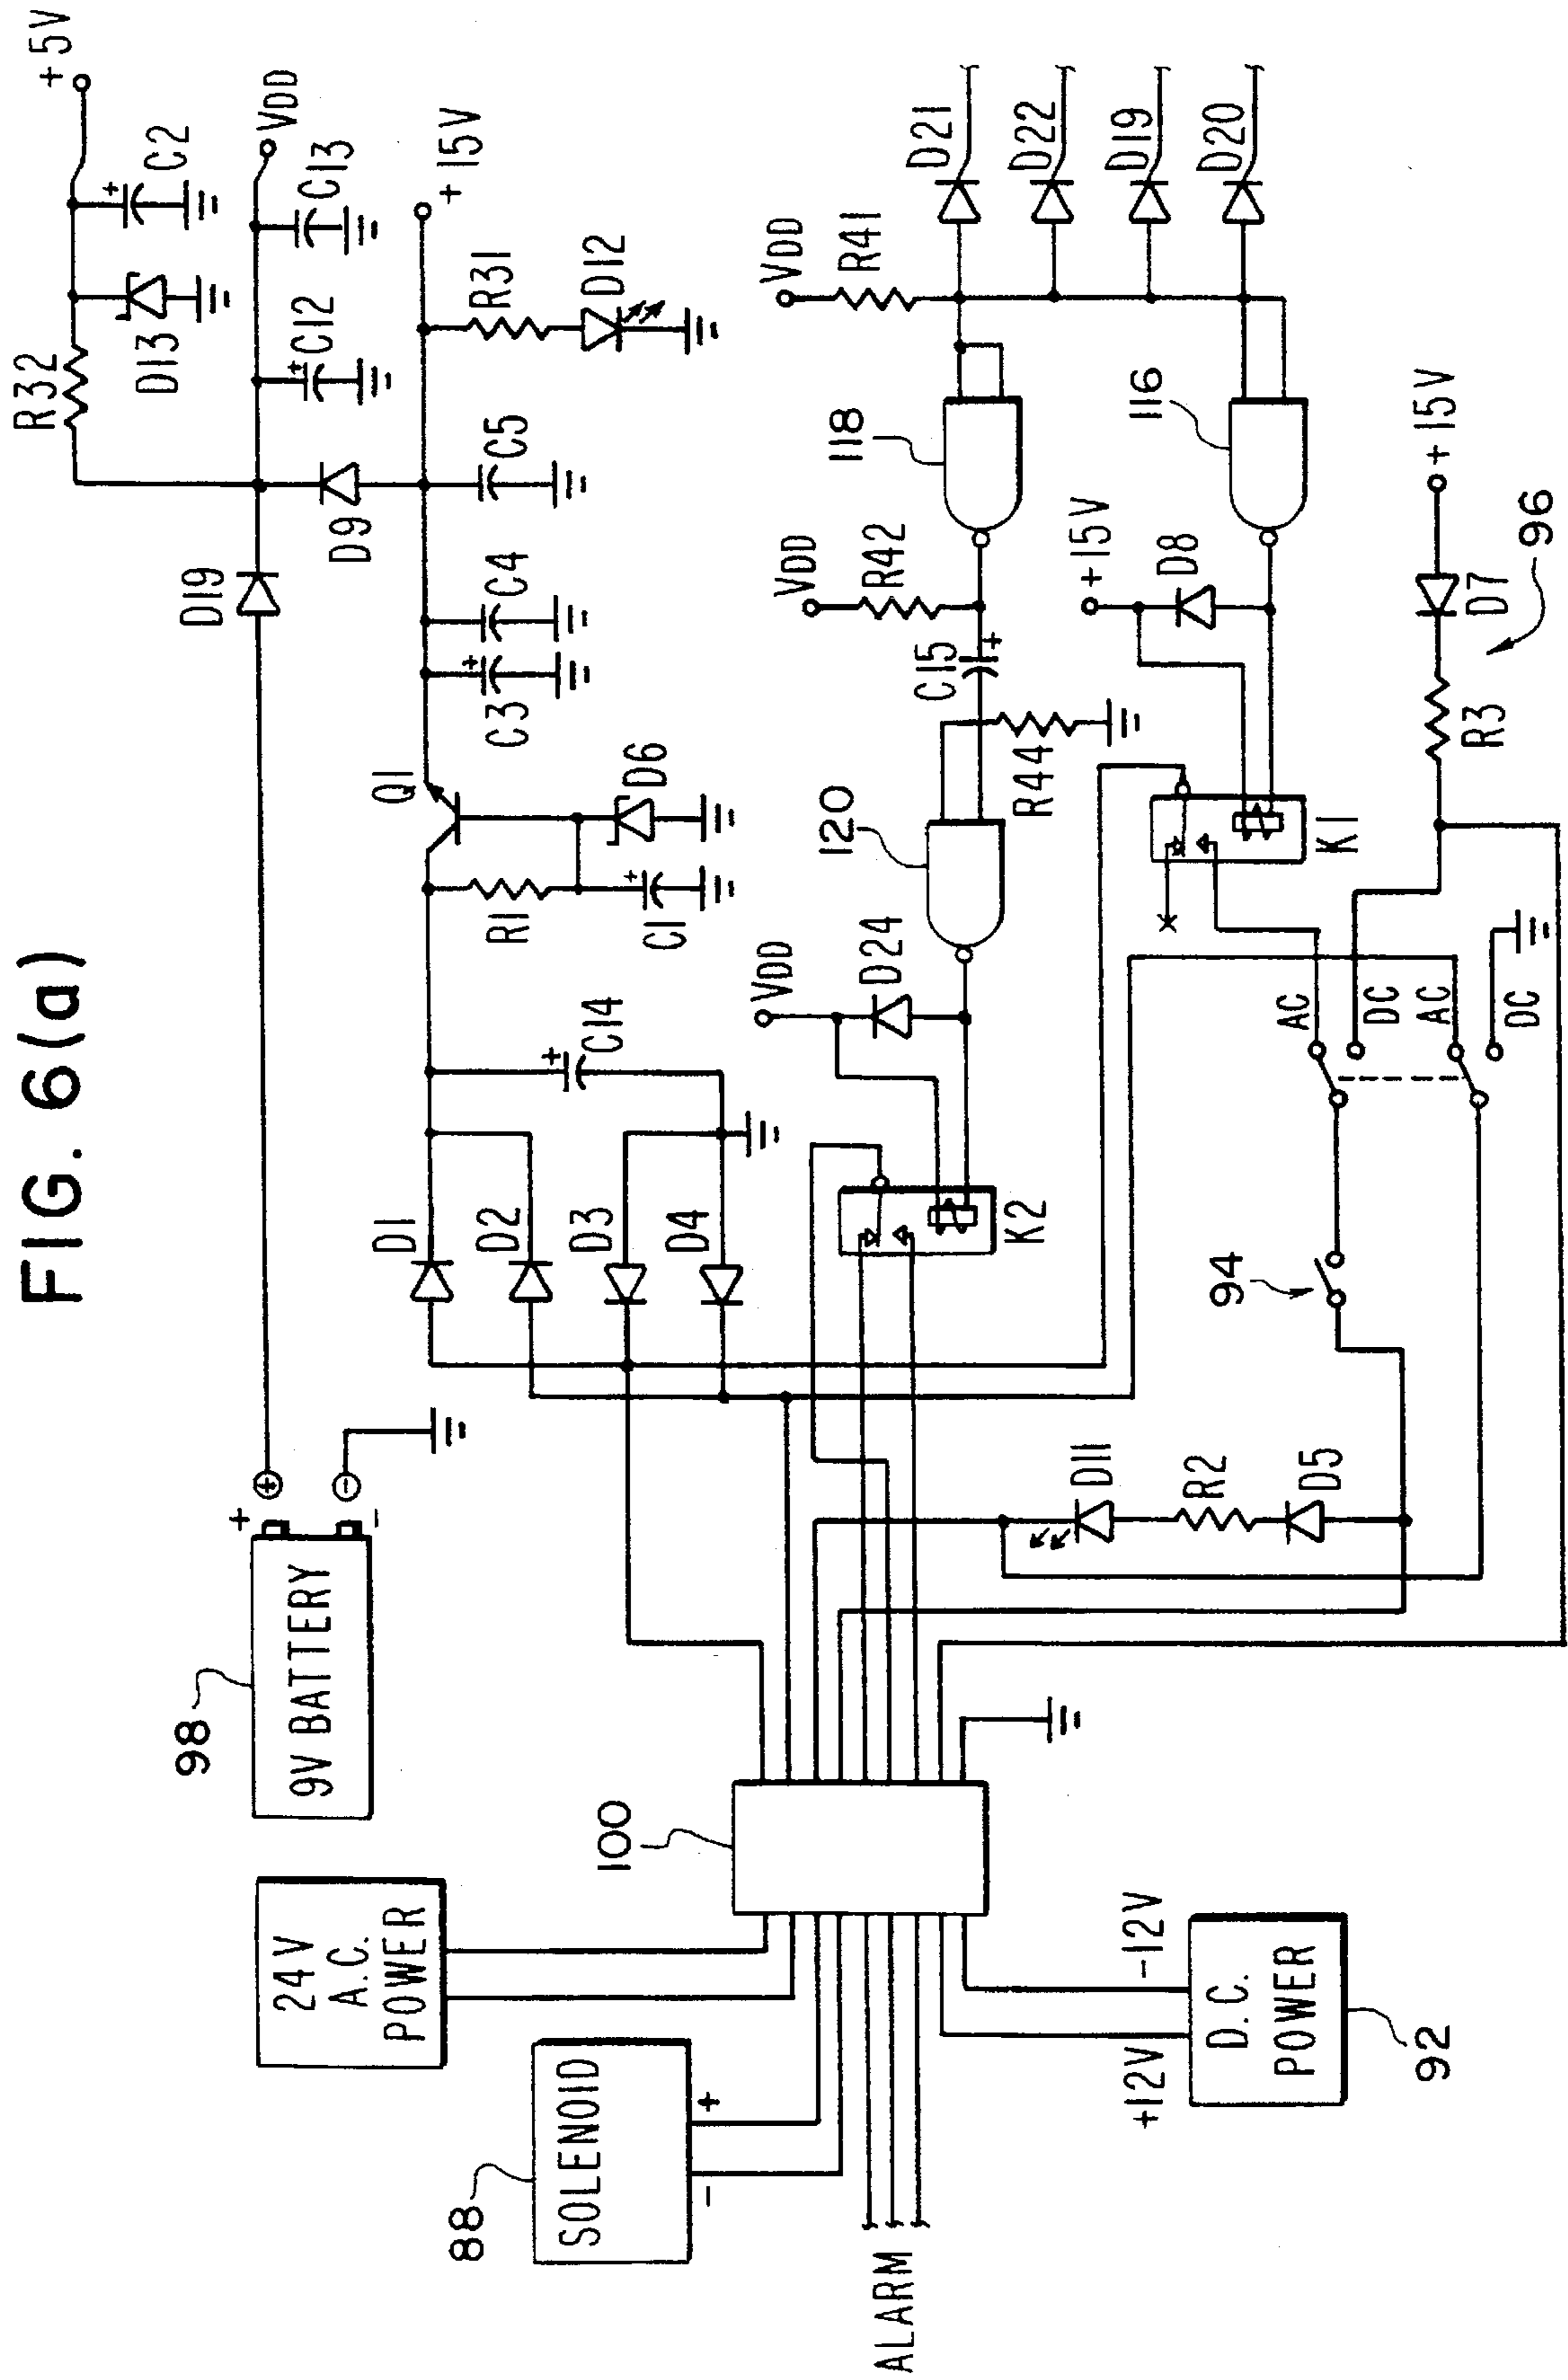 FIG. 6(a)
98
9V BATTERY
+
-
+
-
D19
R32
+5V
D13
C2
VDD
C12
C13
D9
+15V
Q1
R1
C1
D6
C3
C4
C5
R31
D12
C14
D1
D2
D3
D4
24V
A.C.
POWER
100
88
SOLENOID
+
-
ALARM
+12V
-12V
D.C.
POWER
92
K2
VDD
D24
120
R44
C15
VDD
R42
118
VDD
R41
D21
D22
D19
D20
116
+15V
D8
K1
D11
R2
D5
94
AC
DC
AC
DC
R3
D7
+15V
96